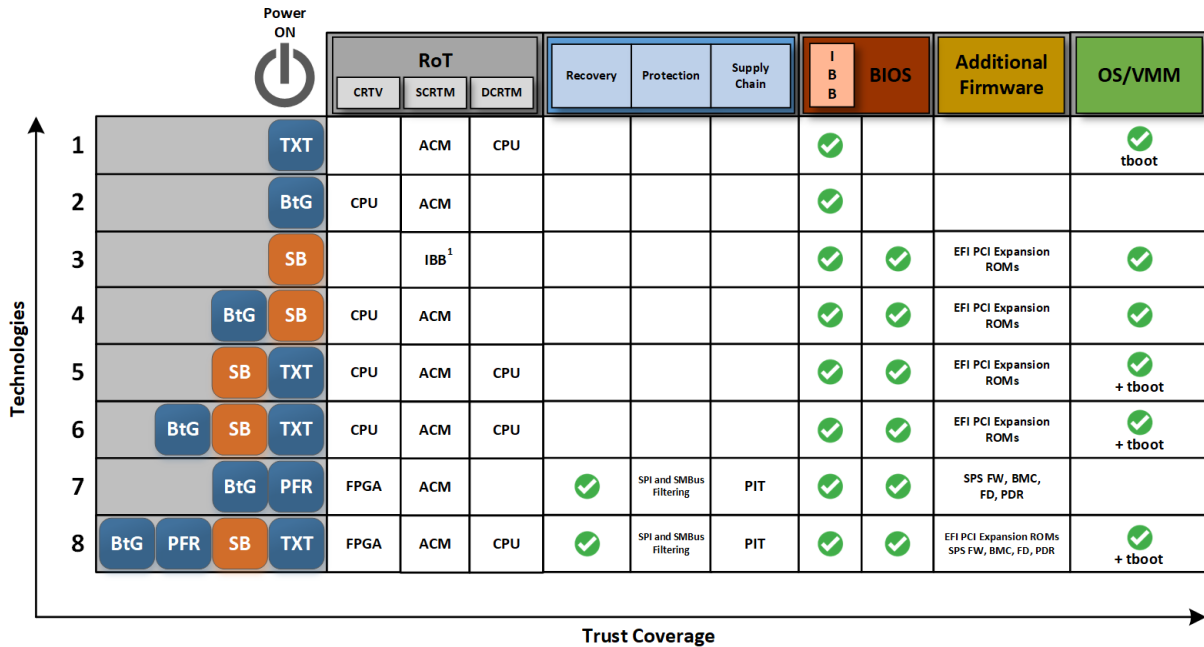 Power
ON
RoT
CRTV SCRTM DCRTM
Recovery Protection Supply
Chain
I
B
B
BIOS
Additional
Firmware
OS/VMM
Technologies
1 TXT ACM CPU tboot
2 BtG CPU ACM
3 SB IBB1 EFI PCI Expansion
ROMs
4 BtG SB CPU ACM EFI PCI Expansion
ROMs
5 SB TXT CPU ACM CPU EFI PCI Expansion
ROMs + tboot
6 BtG SB TXT CPU ACM CPU EFI PCI Expansion
ROMs + tboot
7 BtG PFR FPGA ACM SPI and SMBus
Filtering PIT SPS FW, BMC,
FD, PDR
8 BtG PFR SB TXT FPGA ACM CPU SPI and SMBus
Filtering PIT EFI PCI Expansion ROMs
SPS FW, BMC, FD, PDR + tboot
Trust Coverage